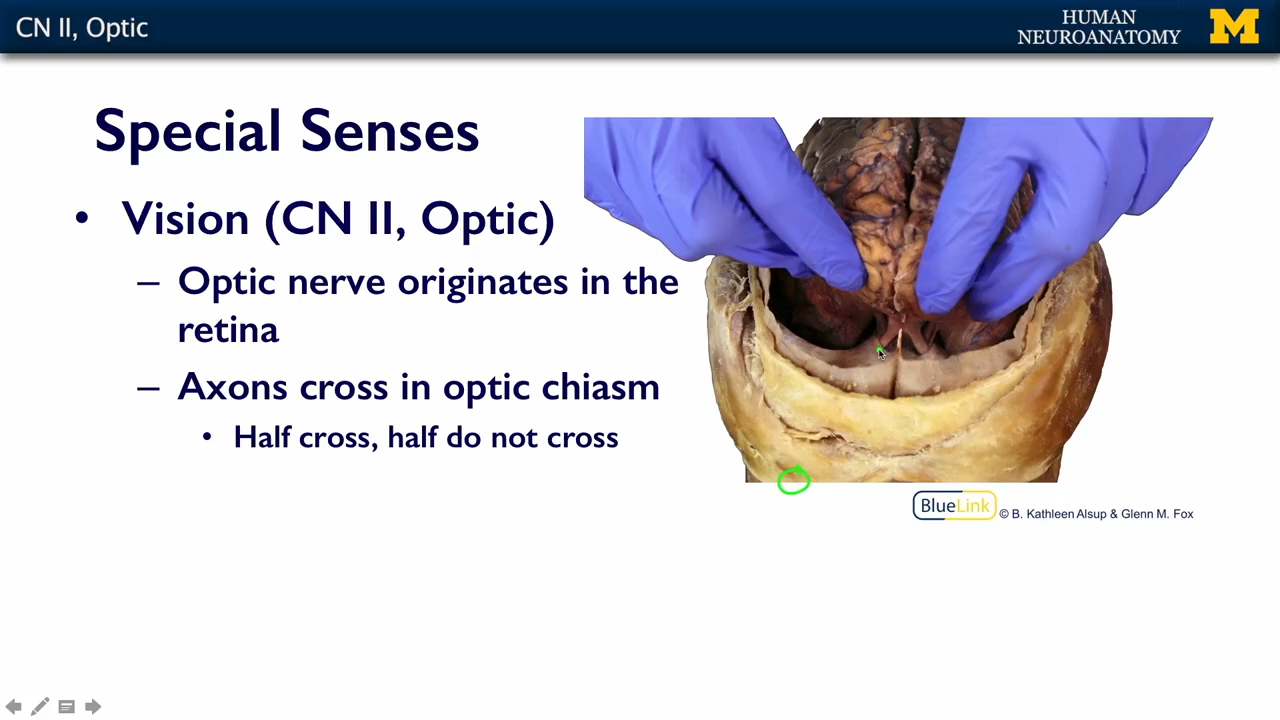 CN II, Optic
HUMAN
NEUROANATOMY
M
Special Senses
• Vision (CN II, Optic)
– Optic nerve originates in the
retina
– Axons cross in optic chiasm
• Half cross, half do not cross
BlueLink © B. Kathleen Alsup & Glenn M. Fox